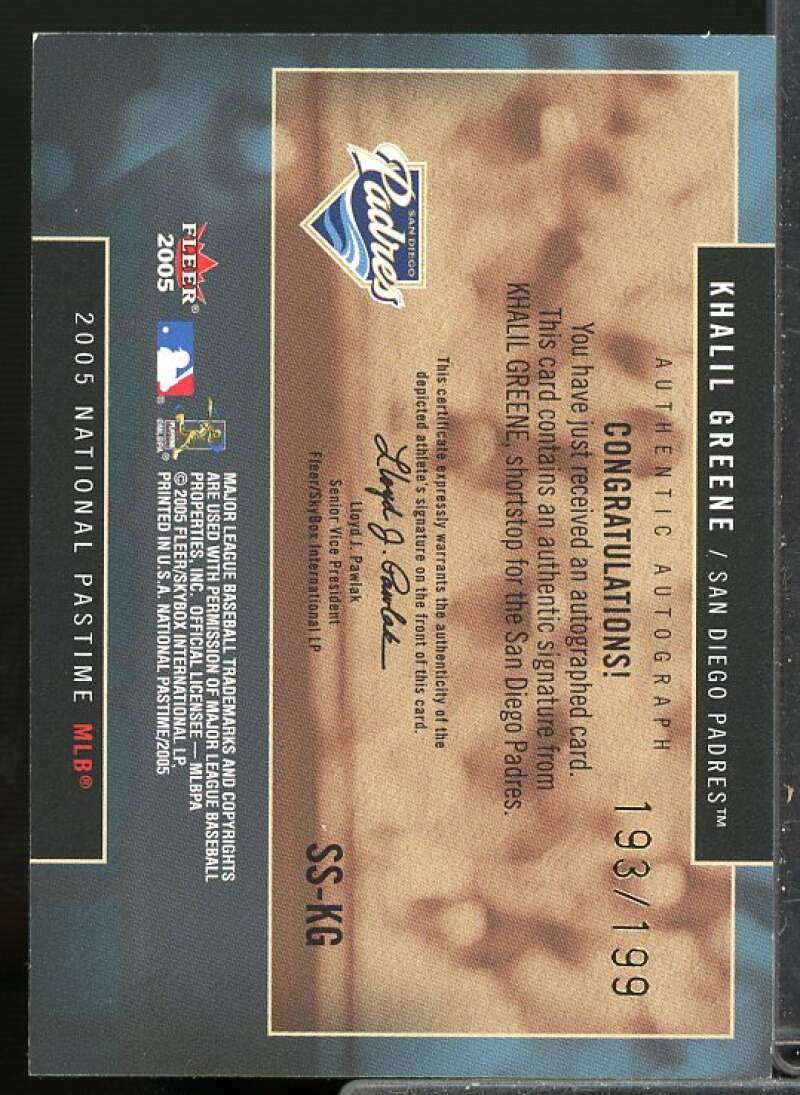 KHALIL GREENE / SAN DIEGO PADRES™
AUTHENTIC AUTOGRAPH
CONGRATULATIONS!
193/199
You have just received an autographed card.
This card contains an authentic signature from
KHALIL GREENE, shortstop for the San Diego Padres.
SAN DIEGO
Padres
This certificate expressly warrants the authenticity of the
depicted athlete's signature on the front of this card.
Lloyd J. Pawlak
Lloyd J. Pawlak
Senior Vice President
Fleer/SkyBox International LP
SS-KG
FLEER®
2005
MAJOR LEAGUE BASEBALL TRADEMARKS AND COPYRIGHTS
ARE USED WITH PERMISSION OF MAJOR LEAGUE BASEBALL
PROPERTIES, INC. OFFICIAL LICENSEE — MLBPA
© 2005 FLEER/SKYBOX INTERNATIONAL LP,
PRINTED IN U.S.A. NATIONAL PASTIME/2005
2005 NATIONAL PASTIME MLB®